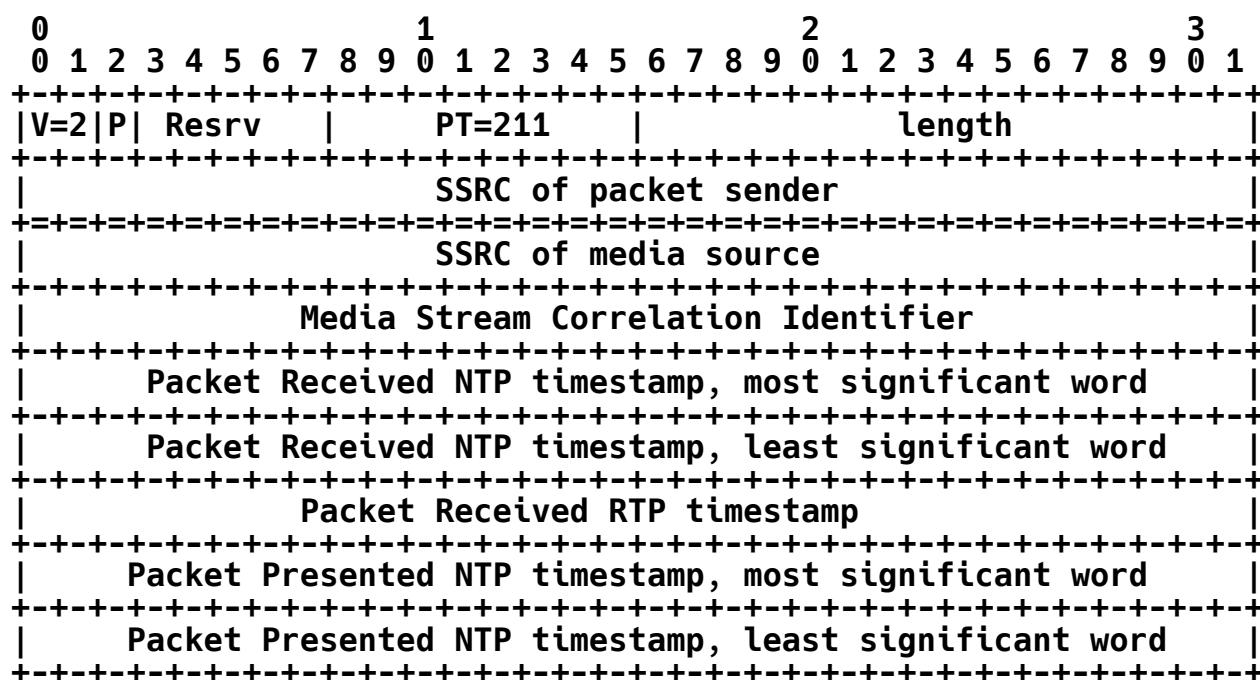 0                   1                   2                   3
 0 1 2 3 4 5 6 7 8 9 0 1 2 3 4 5 6 7 8 9 0 1 2 3 4 5 6 7 8 9 0 1
+-+-+-+-+-+-+-+-+-+-+-+-+-+-+-+-+-+-+-+-+-+-+-+-+-+-+-+-+-+-+-+-+
|V=2|P| Resrv   |     PT=211    |             length            |
+-+-+-+-+-+-+-+-+-+-+-+-+-+-+-+-+-+-+-+-+-+-+-+-+-+-+-+-+-+-+-+-+
|                     SSRC of packet sender                     |
+=+=+=+=+=+=+=+=+=+=+=+=+=+=+=+=+=+=+=+=+=+=+=+=+=+=+=+=+=+=+=+=+
|                     SSRC of media source                      |
+-+-+-+-+-+-+-+-+-+-+-+-+-+-+-+-+-+-+-+-+-+-+-+-+-+-+-+-+-+-+-+-+
|              Media Stream Correlation Identifier              |
+-+-+-+-+-+-+-+-+-+-+-+-+-+-+-+-+-+-+-+-+-+-+-+-+-+-+-+-+-+-+-+-+
|      Packet Received NTP timestamp, most significant word     |
+-+-+-+-+-+-+-+-+-+-+-+-+-+-+-+-+-+-+-+-+-+-+-+-+-+-+-+-+-+-+-+-+
|      Packet Received NTP timestamp, least significant word    |
+-+-+-+-+-+-+-+-+-+-+-+-+-+-+-+-+-+-+-+-+-+-+-+-+-+-+-+-+-+-+-+-+
|              Packet Received RTP timestamp                    |
+-+-+-+-+-+-+-+-+-+-+-+-+-+-+-+-+-+-+-+-+-+-+-+-+-+-+-+-+-+-+-+-+
|     Packet Presented NTP timestamp, most significant word     |
+-+-+-+-+-+-+-+-+-+-+-+-+-+-+-+-+-+-+-+-+-+-+-+-+-+-+-+-+-+-+-+-+
|     Packet Presented NTP timestamp, least significant word    |
+-+-+-+-+-+-+-+-+-+-+-+-+-+-+-+-+-+-+-+-+-+-+-+-+-+-+-+-+-+-+-+-+